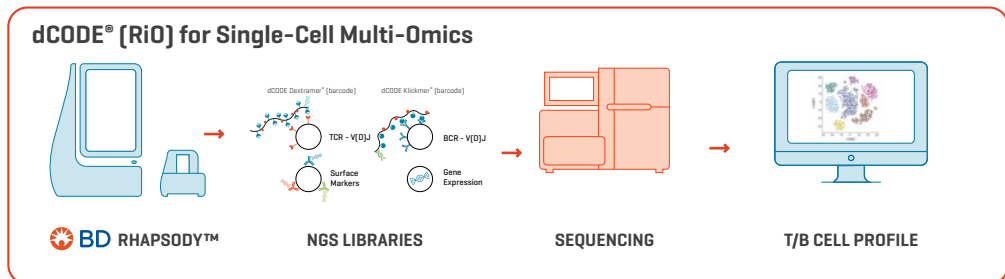 dCODE® (RiO) for Single-Cell Multi-Omics
dCODE Dextramer® (barcode)
dCODE Klickmer® (barcode)
TCR - V(D)J
BCR - V(D)J
Surface
Markers
Gene
Expression
BD RHAPSODY™
NGS LIBRARIES
SEQUENCING
T/B CELL PROFILE